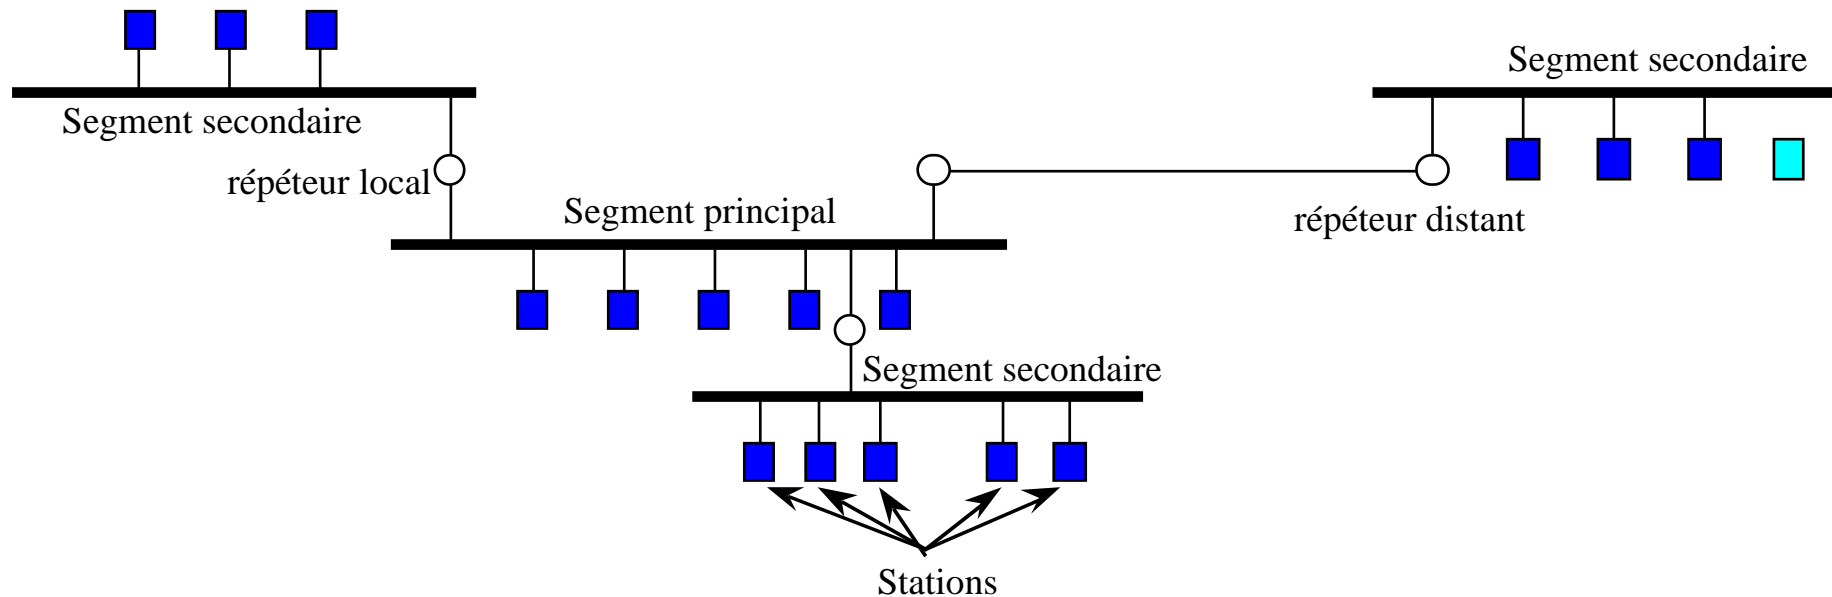 Segment secondaire
Segment secondaire
répéteur local
Segment principal
répéteur distant
Segment secondaire
Stations